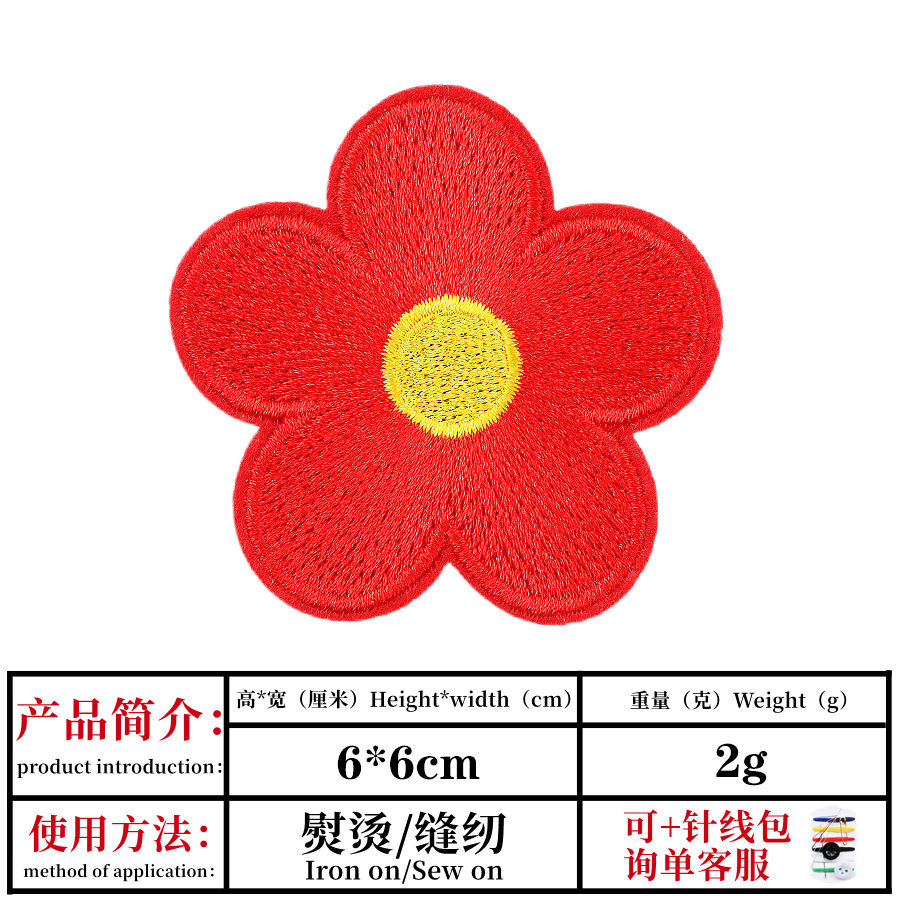 产品简介：
product introduction：
高*宽（厘米）Height*width（cm）
重量（克）Weight（g）
6*6cm
2g
使用方法：
method of application：
熨烫/缝纫
Iron on/Sew on
可+针线包
询单客服